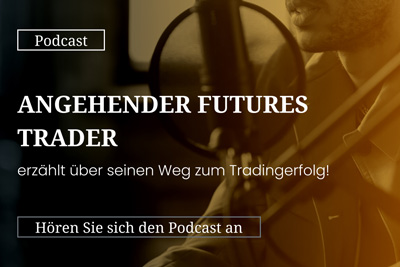 Podcast
ANGEHENDER FUTURES
TRADER
erzählt über seinen Weg zum Tradingerfolg!
Hören Sie sich den Podcast an